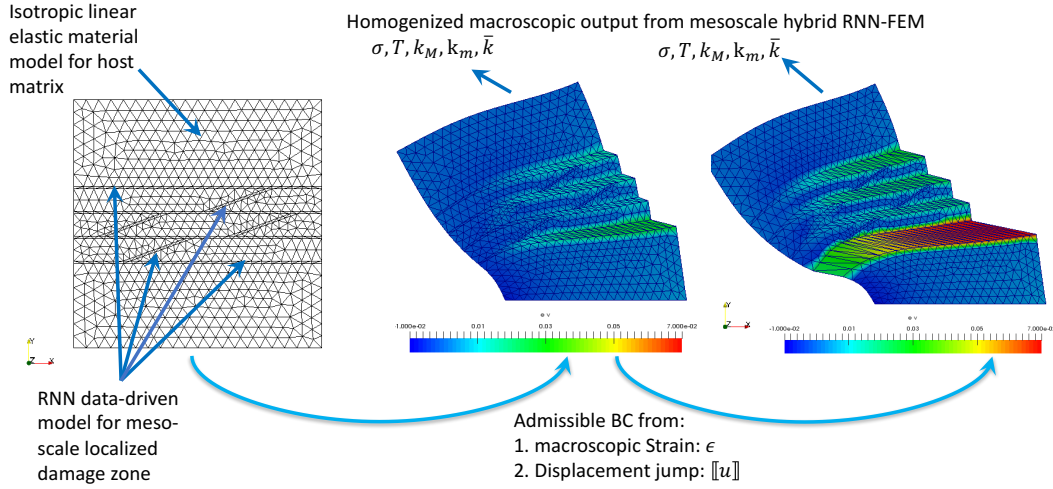 Isotropic linear
elastic material
model for host
matrix
Homogenized macroscopic output from mesoscale hybrid RNN-FEM
σ, T, k_M, k_m, k̄
σ, T, k_M, k_m, k̄
Y
Z X
Y
Z X
Y
Z X
e v
-1.000e-02 0.01 0.03 0.05 7.000e-02
e v
-1.000e-02 0.01 0.03 0.05 7.000e-02
RNN data-driven
model for meso-
scale localized
damage zone
Admissible BC from:
1. macroscopic Strain: ϵ
2. Displacement jump: ⟦u⟧